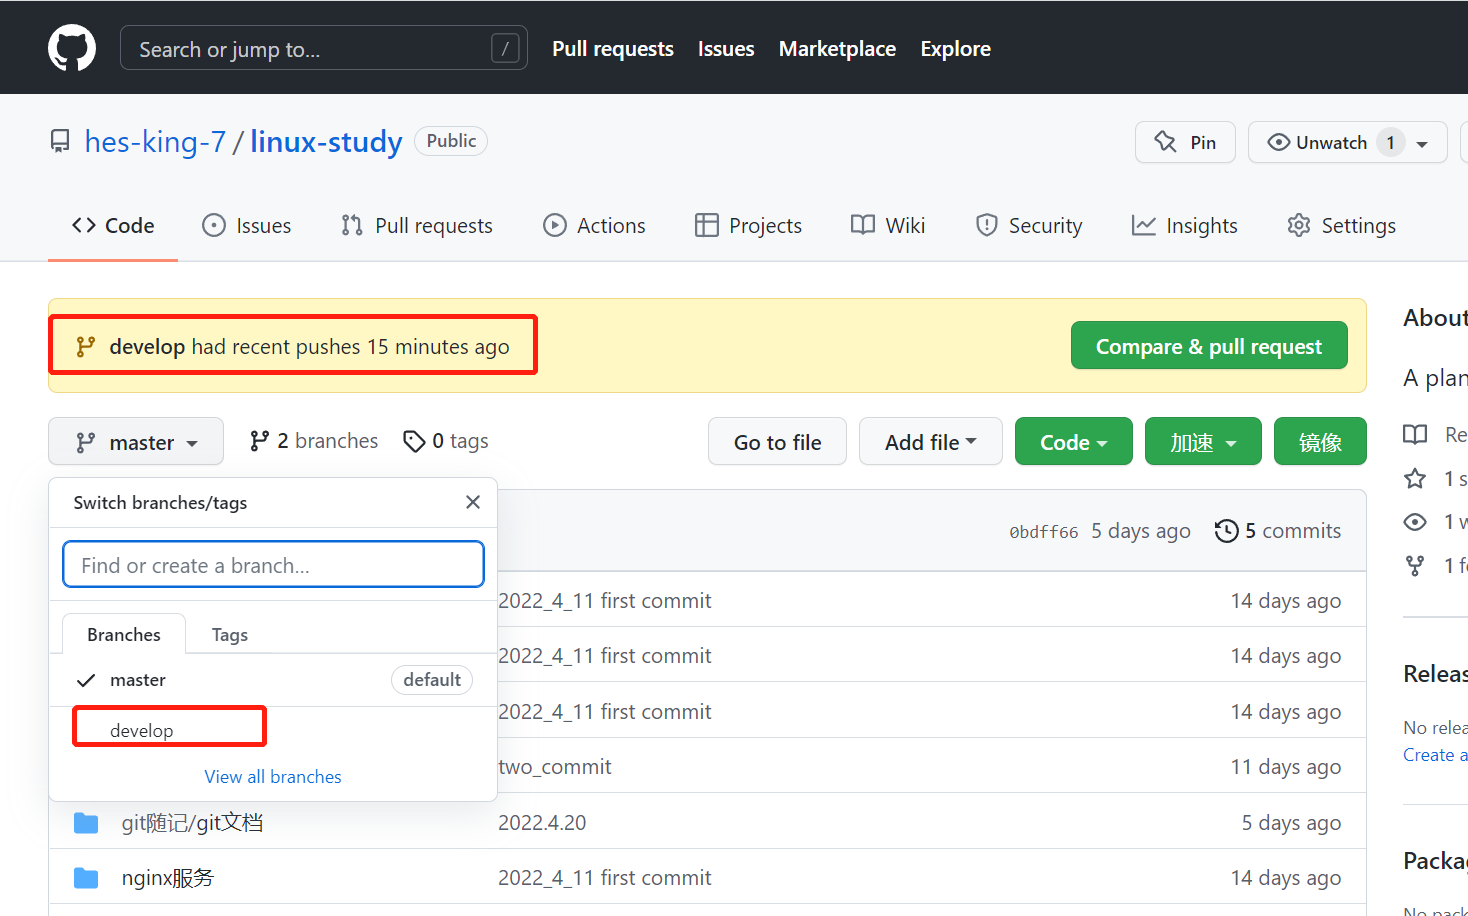 Search or jump to... / Pull requests Issues Marketplace Explore
hes-king-7 / linux-study Public Pin Unwatch 1
Code Issues Pull requests Actions Projects Wiki Security Insights Settings
develop had recent pushes 15 minutes ago Compare & pull request
About
A plan
master 2 branches 0 tags Go to file Add file Code 加速 镜像
Re
1 s
1 w
1 fo
Switch branches/tags
Find or create a branch...
Branches Tags
master default
develop
View all branches
0bdff66 5 days ago 5 commits
2022_4_11 first commit 14 days ago
2022_4_11 first commit 14 days ago
2022_4_11 first commit 14 days ago
two_commit 11 days ago
git随记/git文档 2022.4.20 5 days ago
nginx服务 2022_4_11 first commit 14 days ago
Releas
No relea
Create a
Packag
No pack